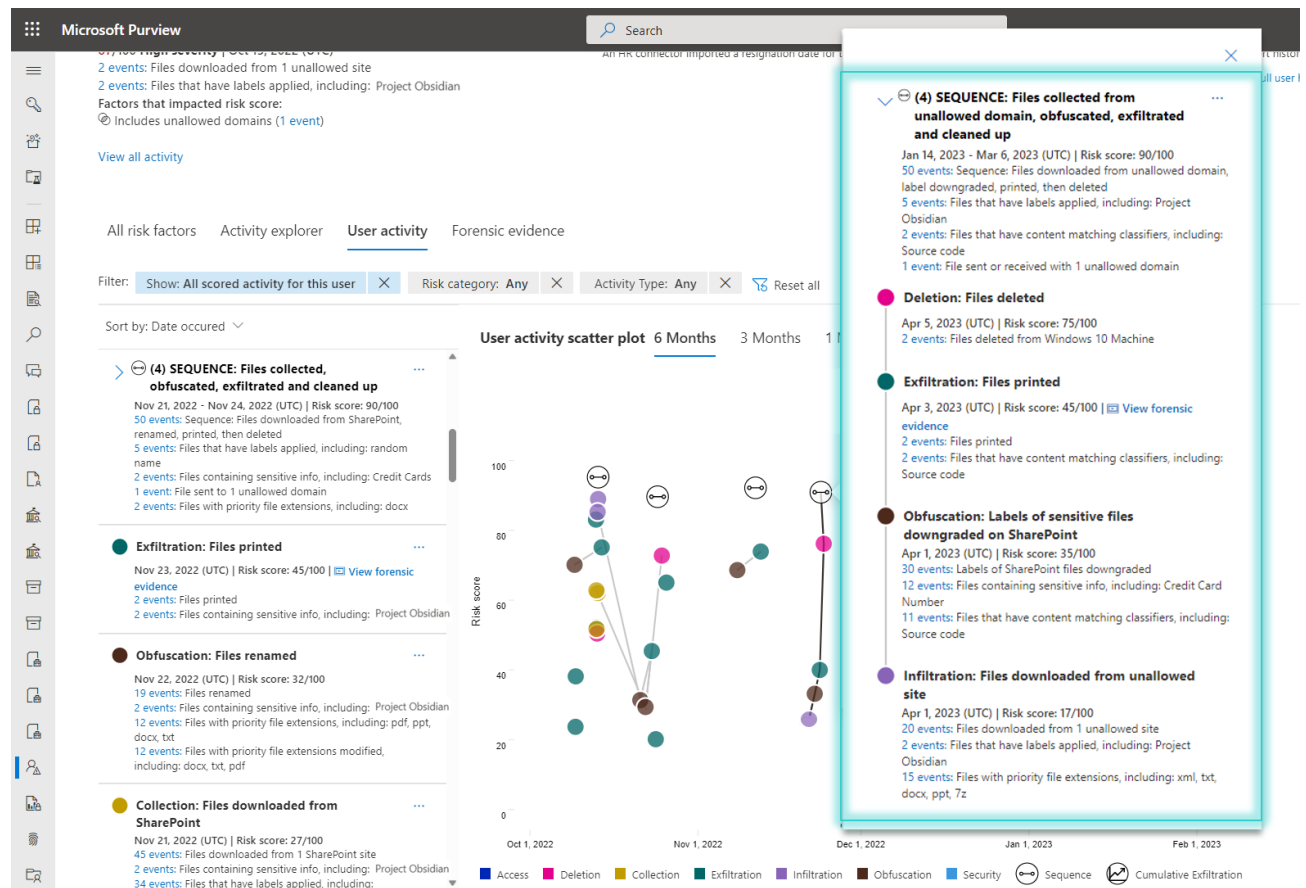 Microsoft Purview
Search
2 events: Files downloaded from 1 unallowed site
2 events: Files that have labels applied, including: Project Obsidian
Factors that impacted risk score:
Includes unallowed domains (1 event)
View all activity
All risk factors Activity explorer User activity Forensic evidence
Filter: Show: All scored activity for this user Risk category: Any Activity Type: Any Reset all
Sort by: Date occured
(4) SEQUENCE: Files collected,
obfuscated, exfiltrated and cleaned up
Nov 21, 2022 - Nov 24, 2022 (UTC) | Risk score: 90/100
50 events: Sequence: Files downloaded from SharePoint,
renamed, printed, then deleted
5 events: Files that have labels applied, including: random
name
2 events: Files containing sensitive info, including: Credit Cards
1 event: File sent to 1 unallowed domain
2 events: Files with priority file extensions, including: docx
Exfiltration: Files printed
Nov 23, 2022 (UTC) | Risk score: 45/100 | View forensic
evidence
2 events: Files printed
2 events: Files containing sensitive info, including: Project Obsidian
Obfuscation: Files renamed
Nov 22, 2022 (UTC) | Risk score: 32/100
19 events: Files renamed
2 events: Files containing sensitive info, including: Project Obsidian
12 events: Files with priority file extensions, including: pdf, ppt,
docx, txt
12 events: Files with priority file extensions modified,
including: docx, txt, pdf
Collection: Files downloaded from
SharePoint
Nov 21, 2022 (UTC) | Risk score: 27/100
45 events: Files downloaded from 1 SharePoint site
2 events: Files containing sensitive info, including: Project Obsidian
34 events: Files that have labels applied, including:
User activity scatter plot 6 Months 3 Months 1
Risk score
100
80
60
40
20
0
Oct 1, 2022 Nov 1, 2022 Dec 1, 2022 Jan 1, 2023 Feb 1, 2023
Access Deletion Collection Exfiltration Infiltration Obfuscation Security Sequence Cumulative Exfiltration
(4) SEQUENCE: Files collected from
unallowed domain, obfuscated, exfiltrated
and cleaned up
Jan 14, 2023 - Mar 6, 2023 (UTC) | Risk score: 90/100
50 events: Sequence: Files downloaded from unallowed domain,
label downgraded, printed, then deleted
5 events: Files that have labels applied, including: Project
Obsidian
2 events: Files that have content matching classifiers, including:
Source code
1 event: File sent or received with 1 unallowed domain
Deletion: Files deleted
Apr 5, 2023 (UTC) | Risk score: 75/100
2 events: Files deleted from Windows 10 Machine
Exfiltration: Files printed
Apr 3, 2023 (UTC) | Risk score: 45/100 | View forensic
evidence
2 events: Files printed
2 events: Files that have content matching classifiers, including:
Source code
Obfuscation: Labels of sensitive files
downgraded on SharePoint
Apr 1, 2023 (UTC) | Risk score: 35/100
30 events: Labels of SharePoint files downgraded
12 events: Files containing sensitive info, including: Credit Card
Number
11 events: Files that have content matching classifiers, including:
Source code
Infiltration: Files downloaded from unallowed
site
Apr 1, 2023 (UTC) | Risk score: 17/100
20 events: Files downloaded from 1 unallowed site
2 events: Files that have labels applied, including: Project
Obsidian
15 events: Files with priority file extensions, including: xml, txt,
docx, ppt, 7z